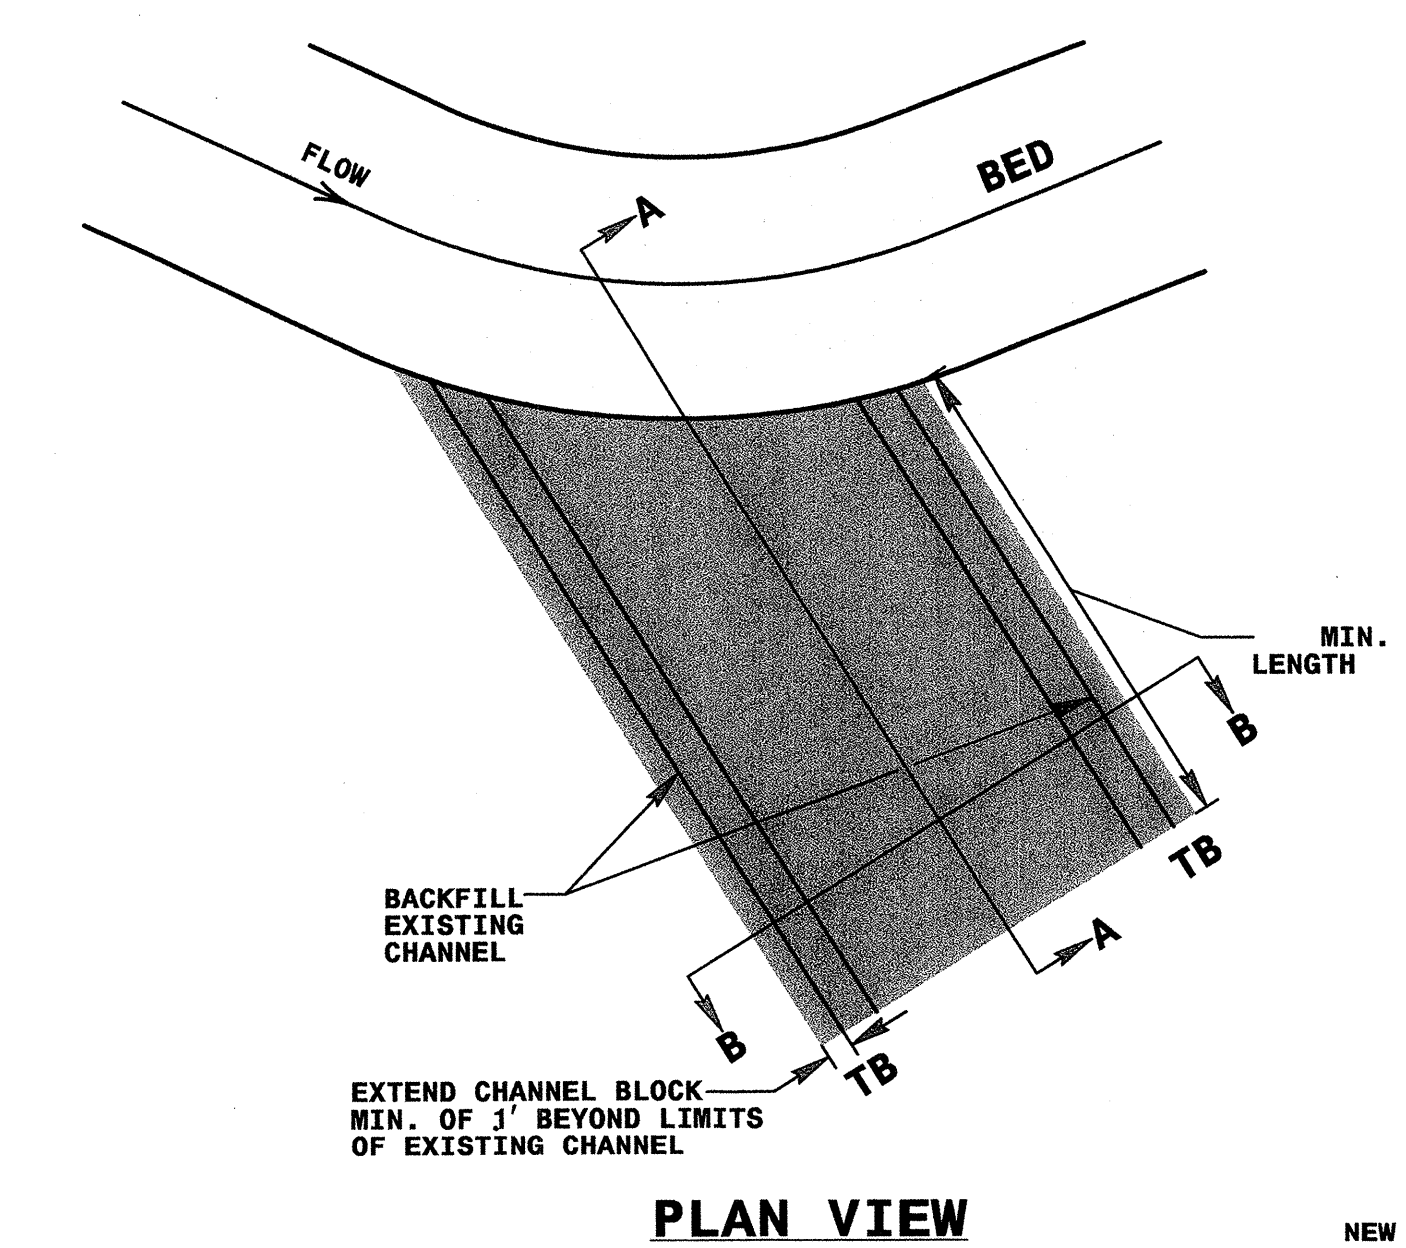 FLOW
BED
A
MIN.
LENGTH
B
TB
BACKFILL
EXISTING
CHANNEL
A
B
TB
EXTEND CHANNEL BLOCK
MIN. OF 1' BEYOND LIMITS
OF EXISTING CHANNEL
PLAN VIEW
NEW